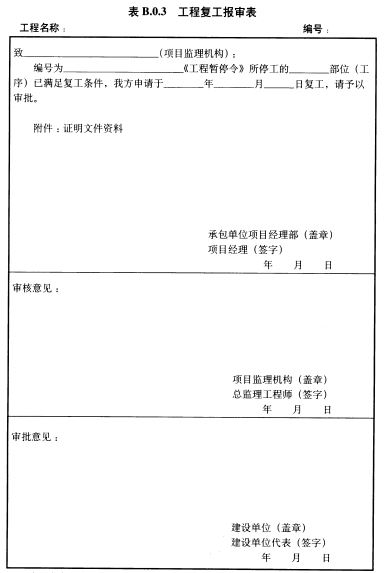 表 B.0.3 工程复工报审表
工程名称： 编号：
致____________________(项目监理机构)：
编号为____________________《工程暂停令》所停工的______部位（工
序）已满足复工条件，我方申请于______年______月______日复工，请予以
审批。
附件：证明文件资料
承包单位项目经理部（盖章）
项目经理（签字）
年 月 日
审核意见：
项目监理机构（盖章）
总监理工程师（签字）
年 月 日
审批意见：
建设单位（盖章）
建设单位代表（签字）
年 月 日